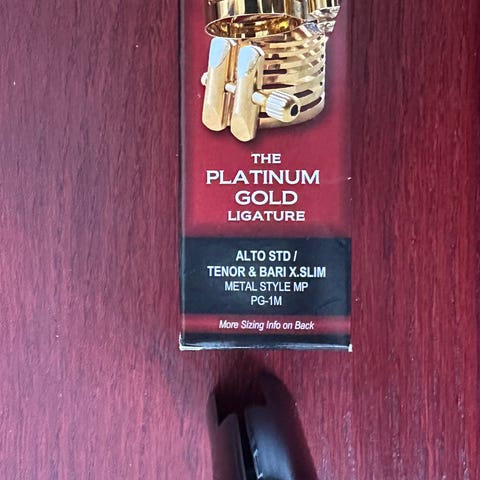 THE
PLATINUM
GOLD
LIGATURE
ALTO STD /
TENOR & BARI X.SLIM
METAL STYLE MP
PG-1M
More Sizing Info on Back